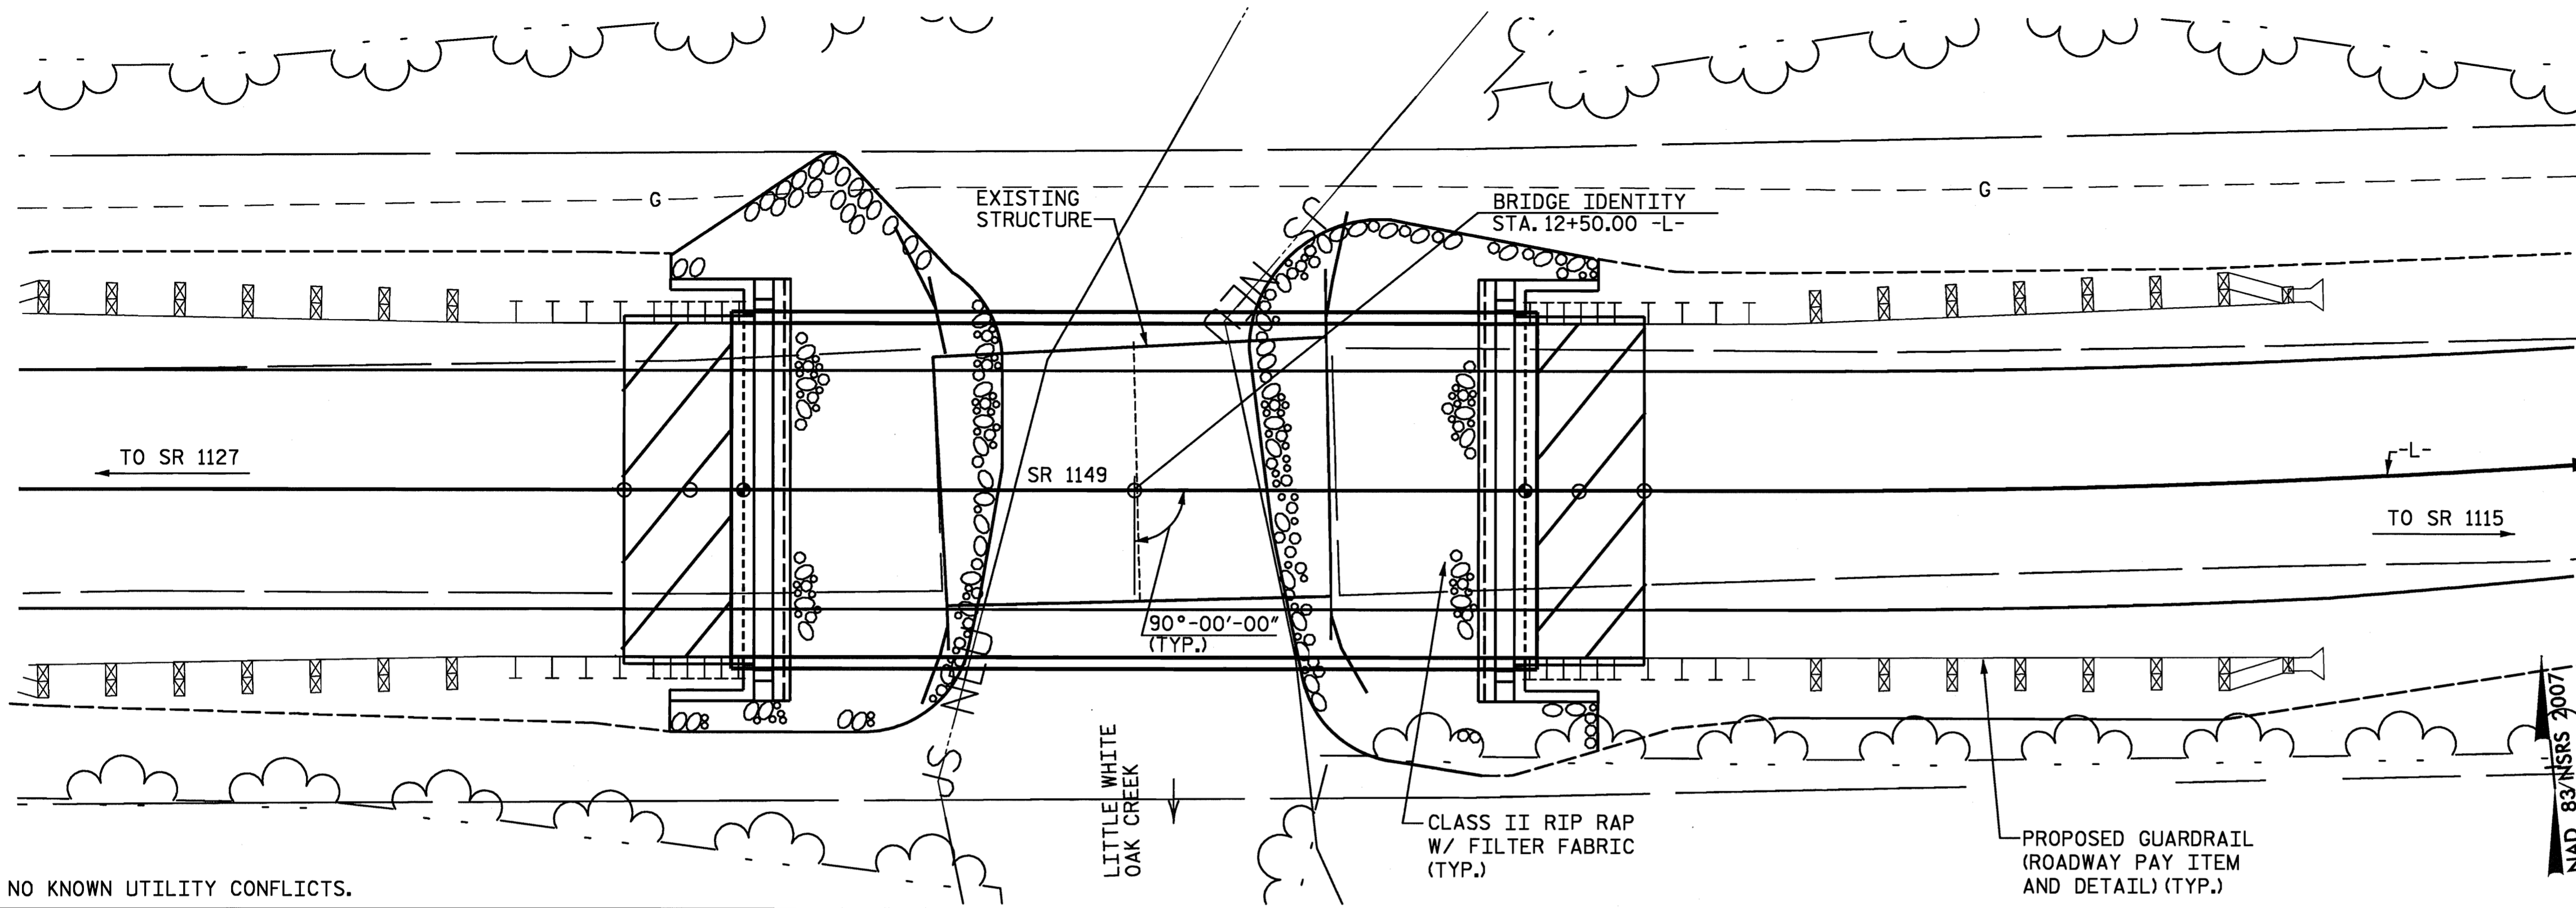 G
EXISTING
STRUCTURE
BRIDGE IDENTITY
STA. 12+50.00 -L-
G
TO SR 1127
SR 1149
-L-
TO SR 1115
90°-00'-00"
(TYP.)
LITTLE WHITE
OAK CREEK
CLASS II RIP RAP
W/ FILTER FABRIC
(TYP.)
PROPOSED GUARDRAIL
(ROADWAY PAY ITEM
AND DETAIL) (TYP.)
NAD 83/NSRS 2007
NO KNOWN UTILITY CONFLICTS.